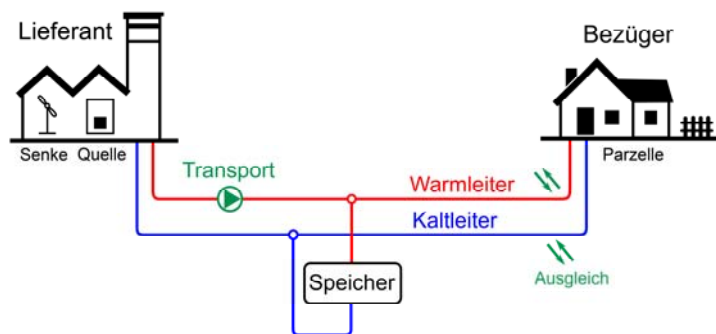 Lieferant
Bezüger
Senke Quelle
Parzelle
Transport
Warmleiter
Kaltleiter
Speicher
Ausgleich